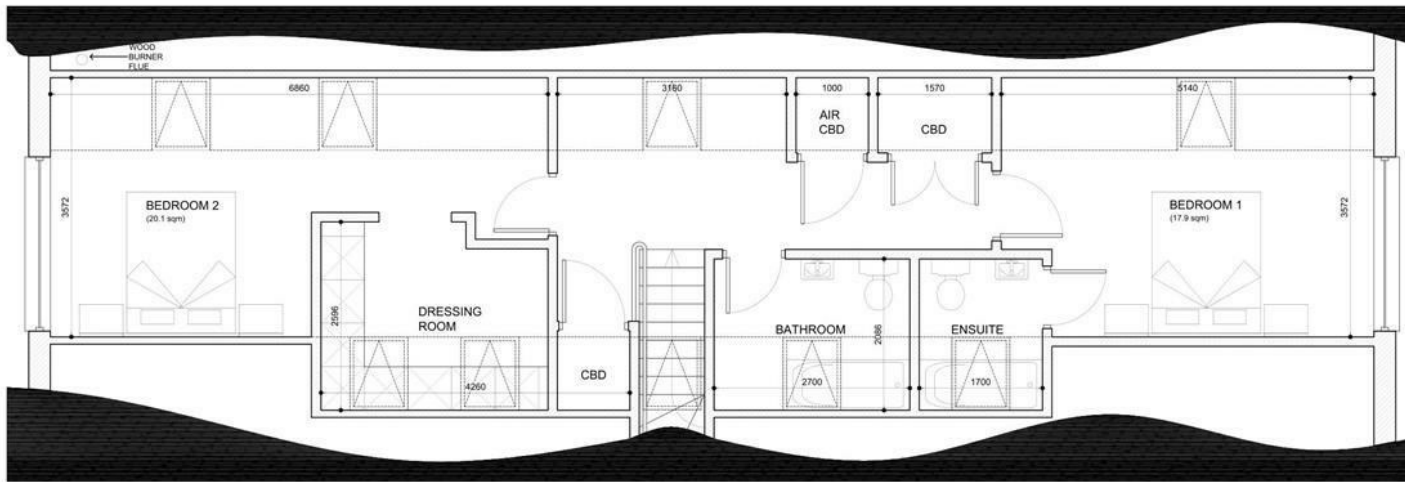 WOOD
BURNER
FLUE
6860
3160
1000
1570
5140
AIR
CBD
CBD
3572
BEDROOM 2
(20.1 sqm)
BEDROOM 1
(17.9 sqm)
3572
2596
DRESSING
ROOM
BATHROOM
2086
ENSUITE
4260
CBD
2700
1700